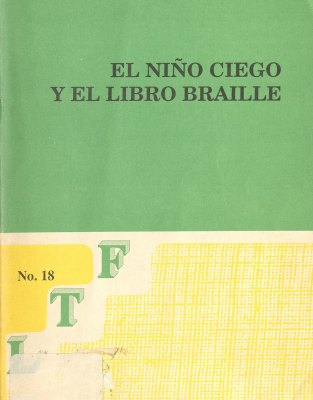 EL NIÑO CIEGO
Y EL LIBRO BRAILLE
No. 18
F
T
L